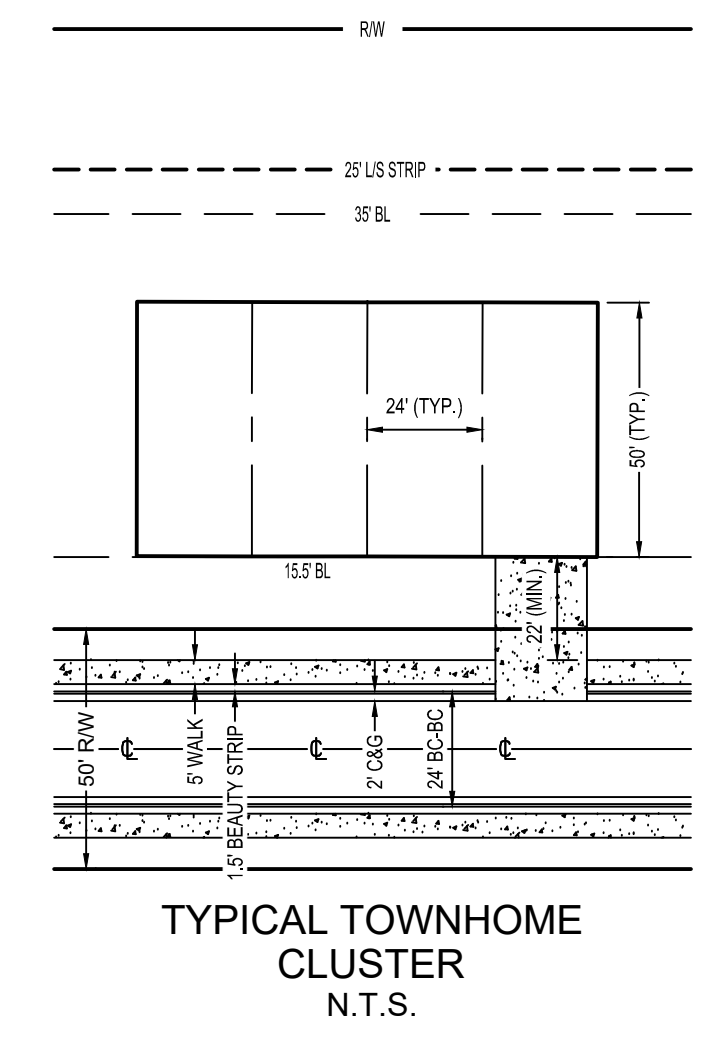 R/W
25' L/S STRIP
35' BL
24' (TYP.)
50' (TYP.)
15.5' BL
22' (MIN.)
50' R/W
5' WALK
1.5' BEAUTY STRIP
2' C&G
24' BC-BC
℄
℄
℄
TYPICAL TOWNHOME
CLUSTER
N.T.S.